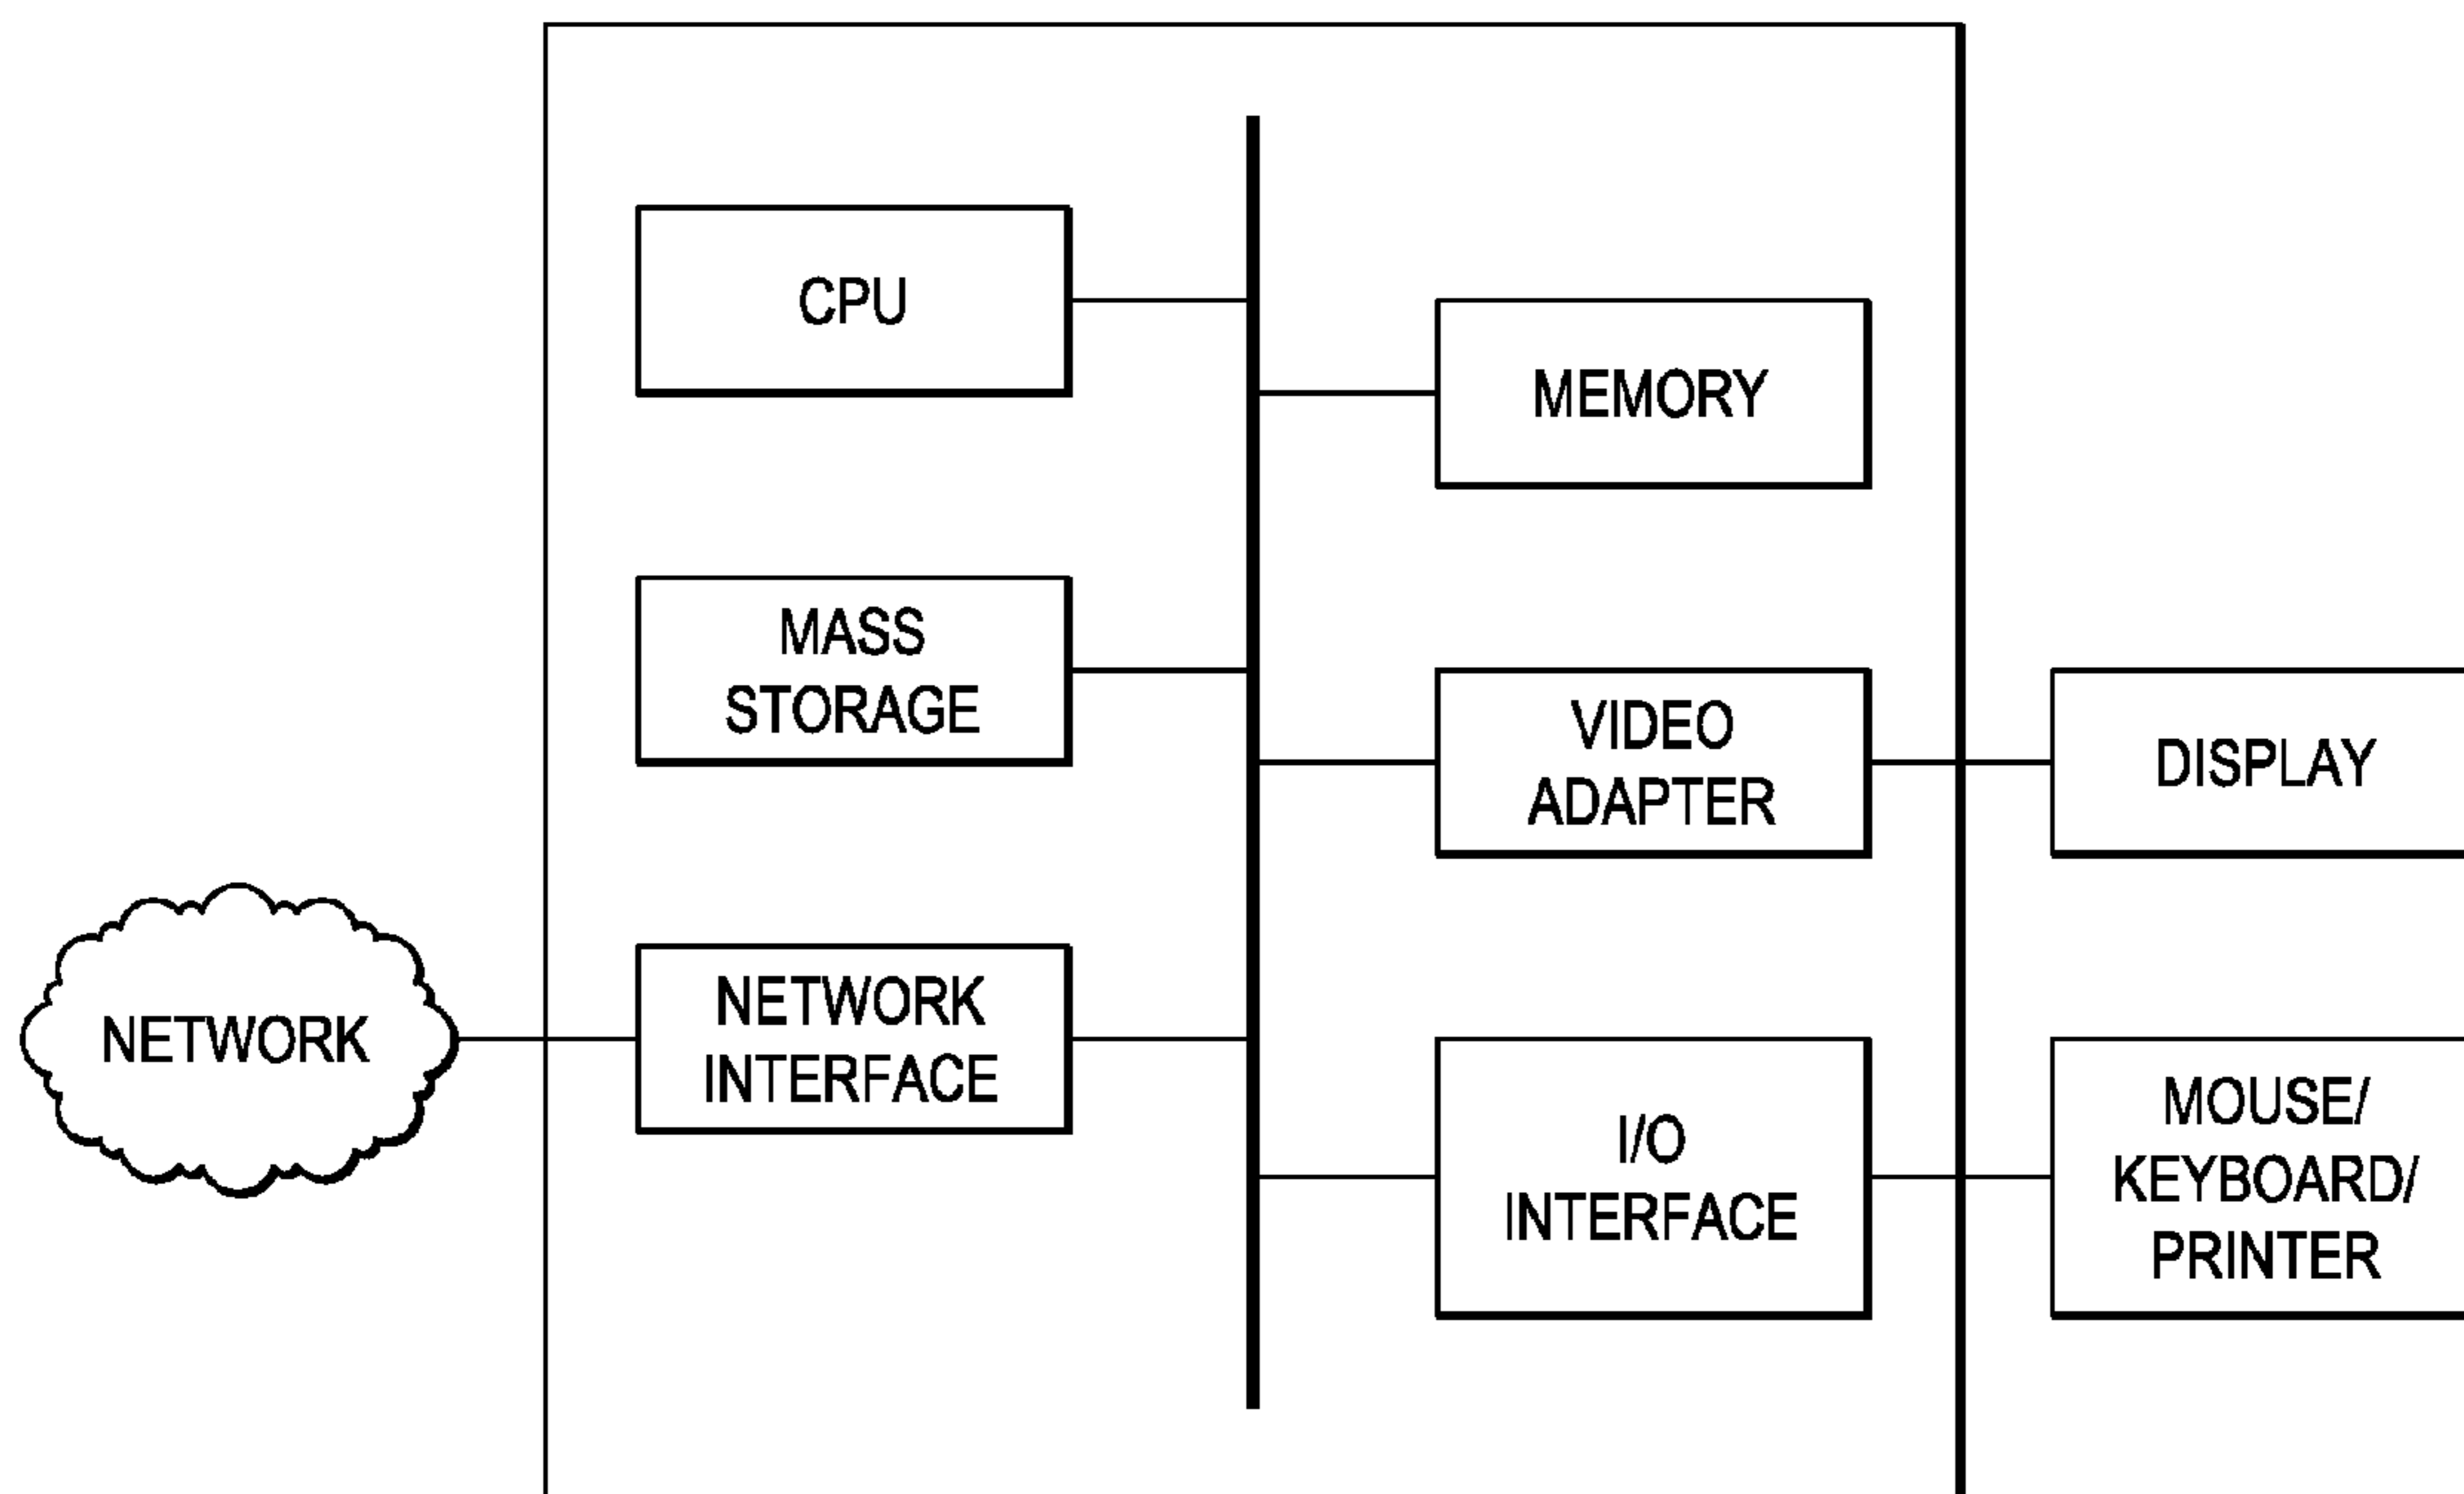 CPU
MEMORY
MASS
STORAGE
VIDEO
ADAPTER
DISPLAY
NETWORK
NETWORK
INTERFACE
I/O
INTERFACE
MOUSE/
KEYBOARD/
PRINTER